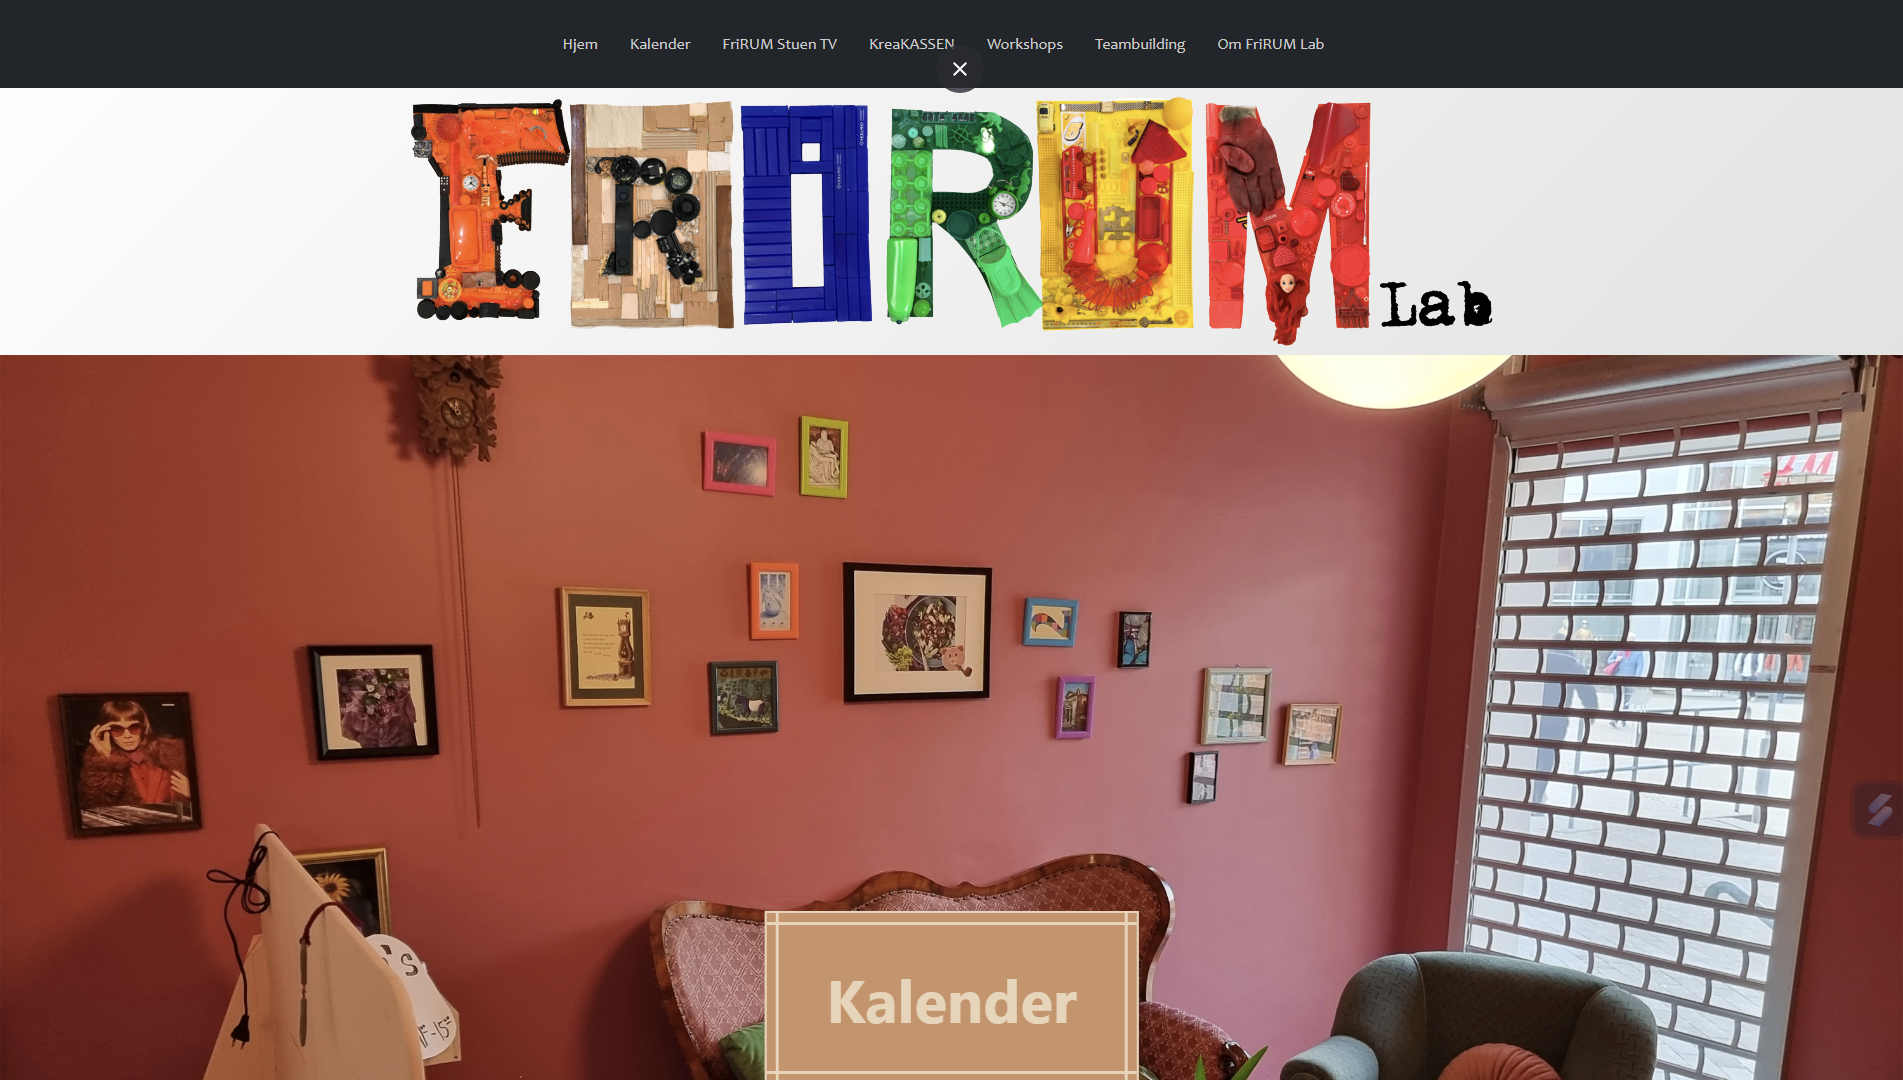 Hjem Kalender FriRUM Stuen TV KreaKASSEN Workshops Teambuilding Om FriRUM Lab
FRiRUM Lab
Kalender